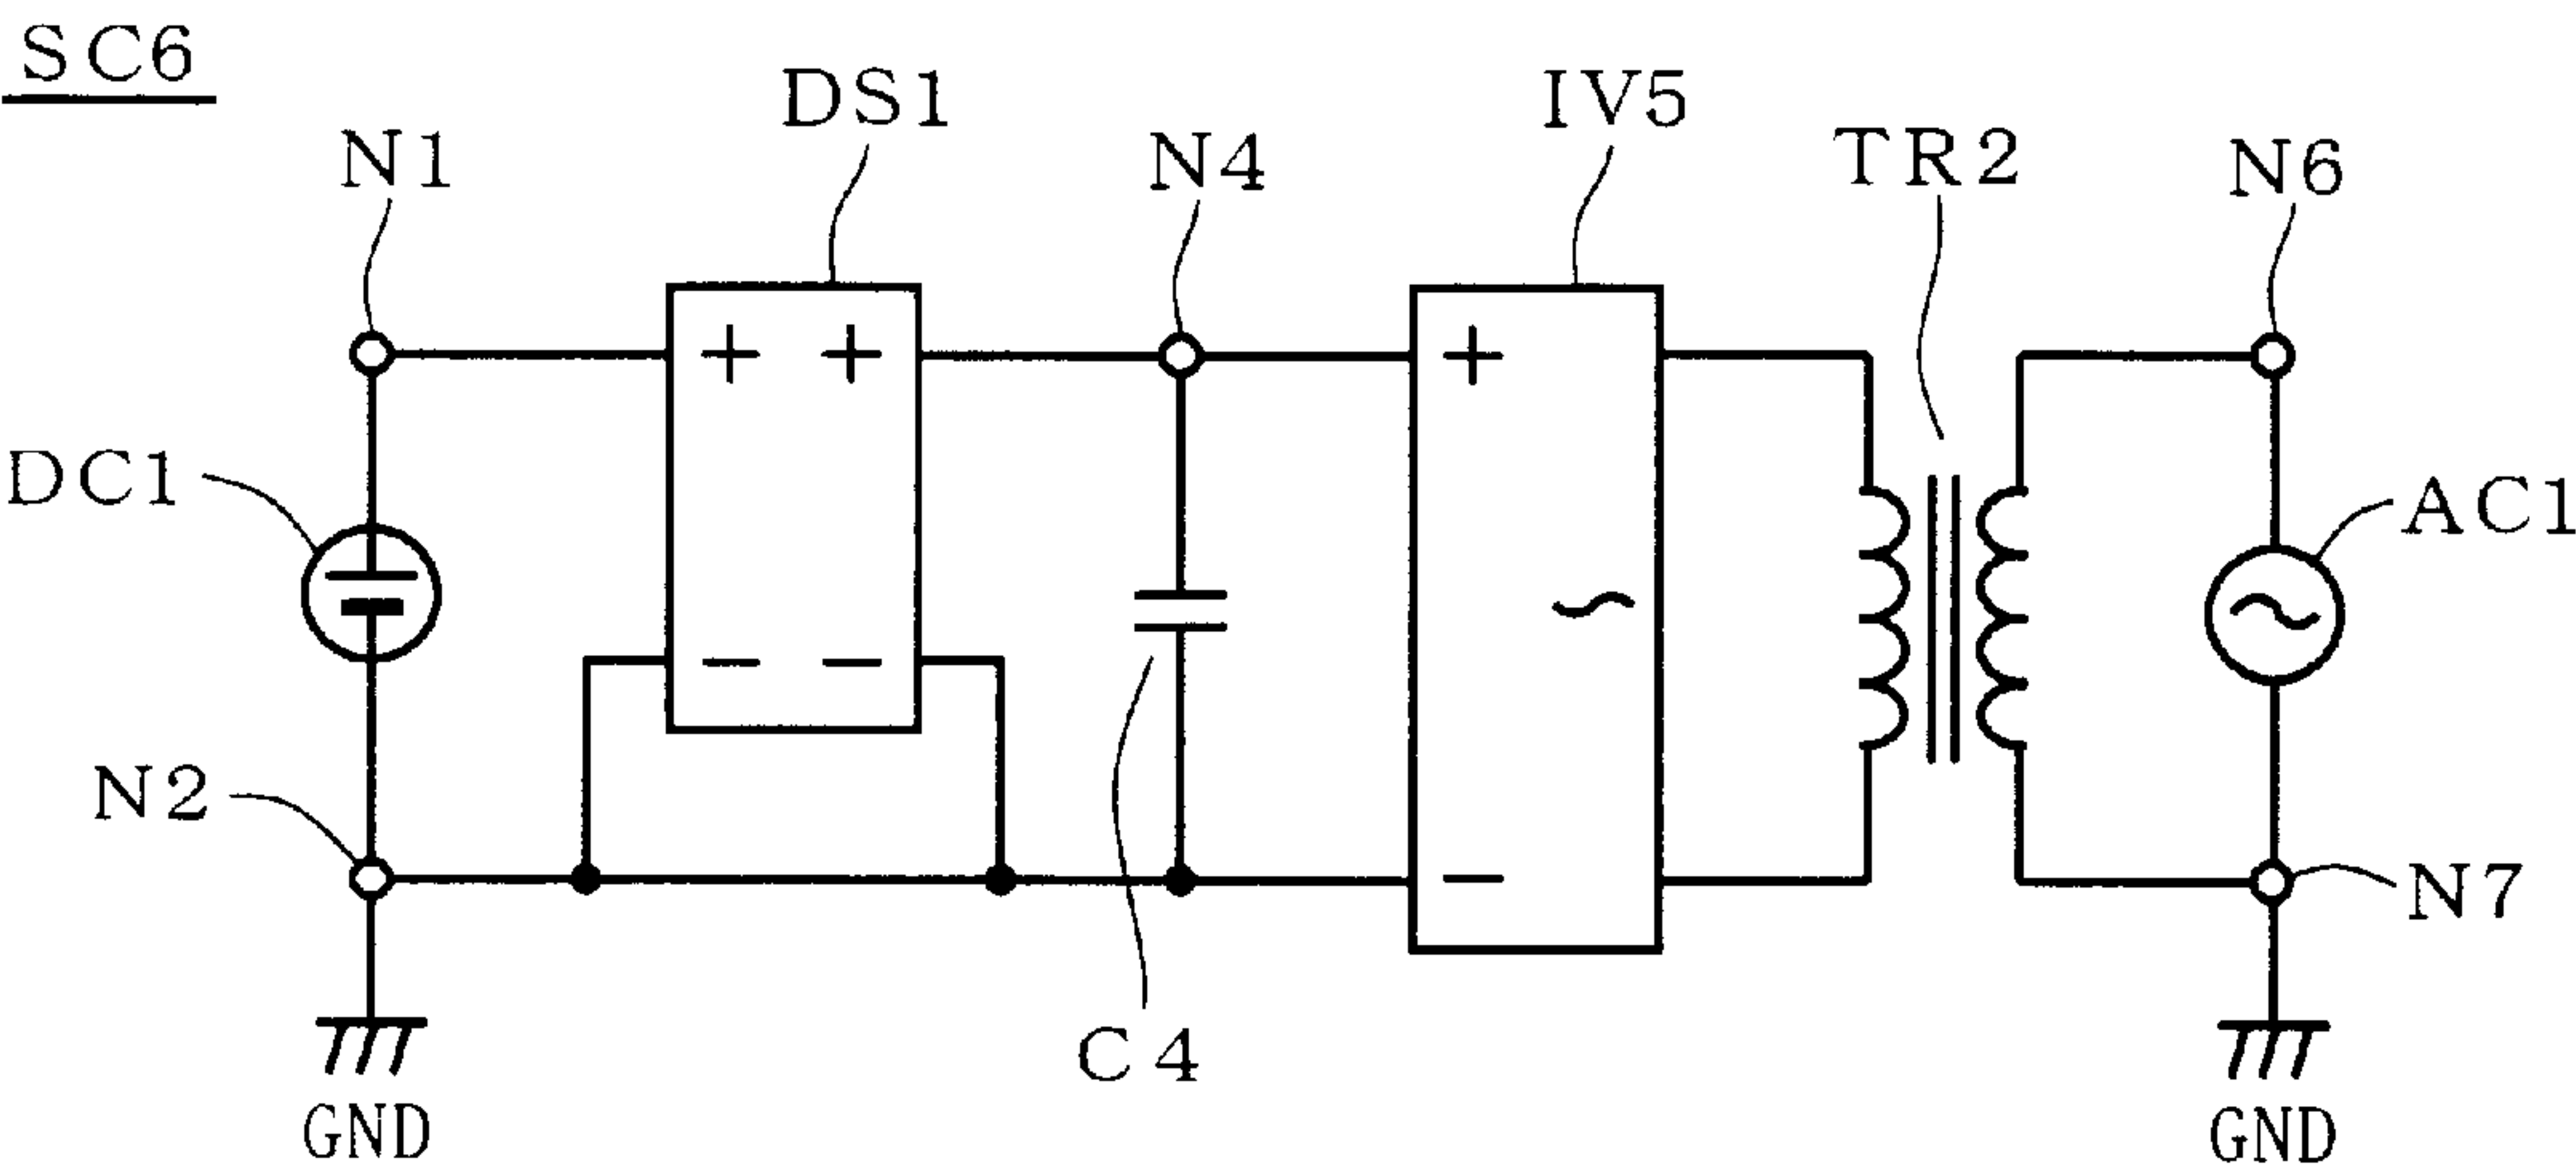 SC6
DS1
IV5
N1
N4
TR2
N6
+ +
+
DC1
AC1
∼
∼
− −
N2
−
N7
C4
GND
GND